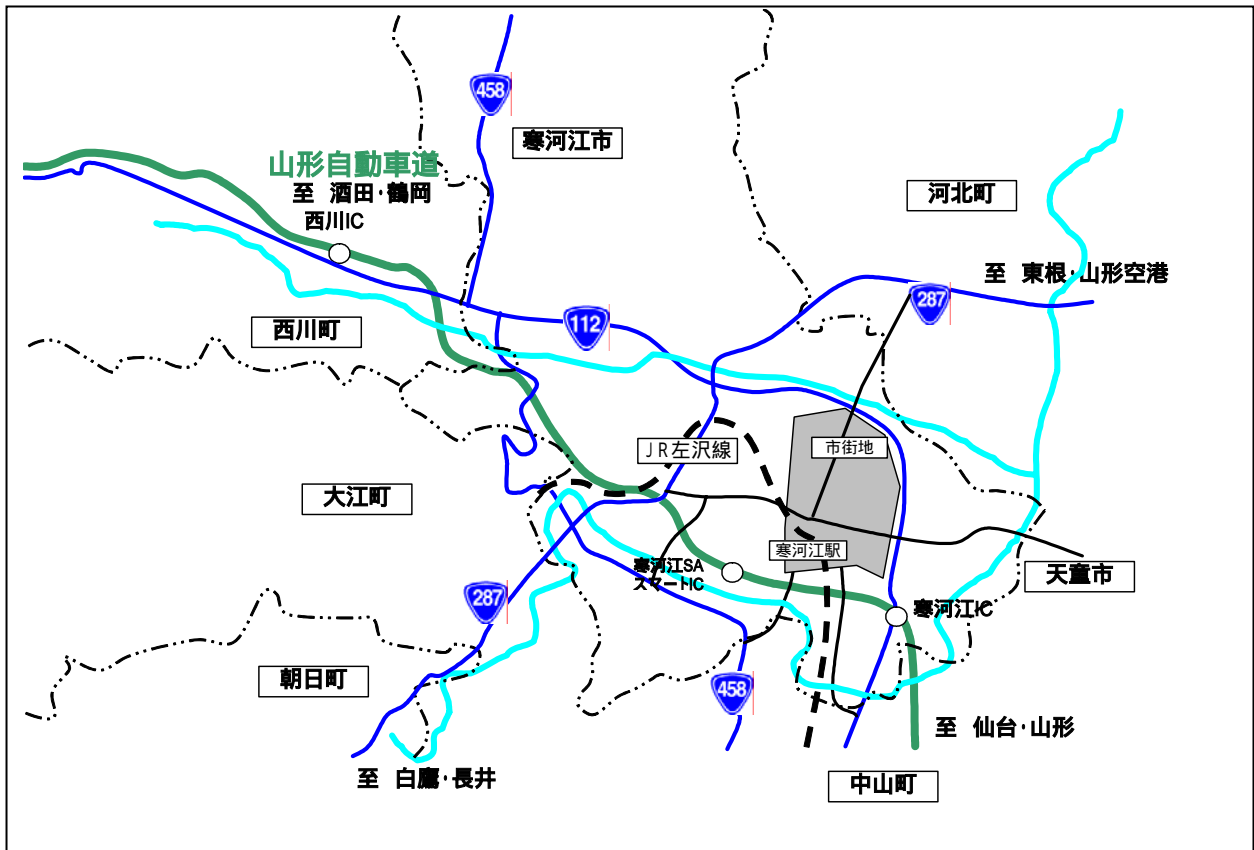 458
寒河江市
山形自動車道
至 酒田・鶴岡
西川IC
河北町
至 東根・山形空港
287
西川町
112
JR左沢線
市街地
大江町
寒河江駅
寒河江SA
スマートIC
天童市
287
寒河江IC
朝日町
458
至 仙台・山形
至 白鷹・長井
中山町